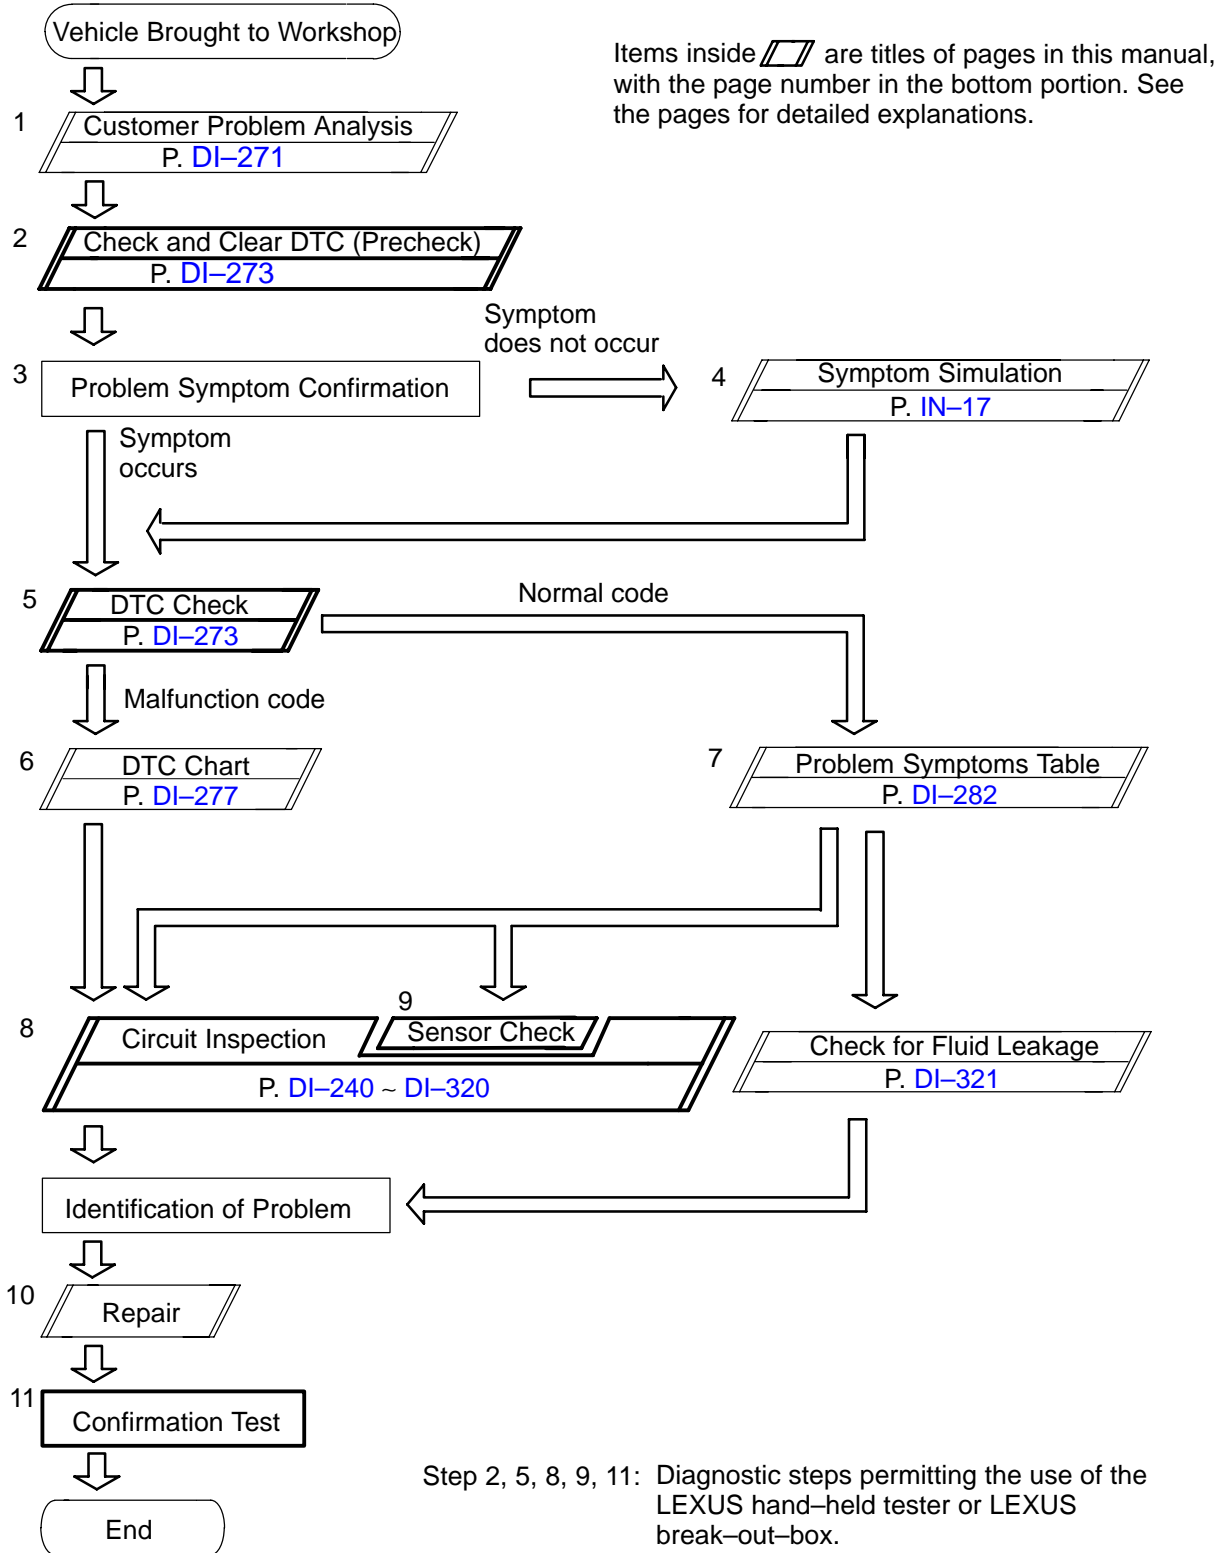 Vehicle Brought to Workshop
Items inside are titles of pages in this manual,
with the page number in the bottom portion. See
the pages for detailed explanations.
1
Customer Problem Analysis
P. DI–271
2
Check and Clear DTC (Precheck)
P. DI–273
Symptom
does not occur
3
Problem Symptom Confirmation
4
Symptom Simulation
P. IN–17
Symptom
occurs
5
DTC Check
P. DI–273
Normal code
Malfunction code
6
DTC Chart
P. DI–277
7
Problem Symptoms Table
P. DI–282
8
Circuit Inspection
9
Sensor Check
P. DI–240 ~ DI–320
Check for Fluid Leakage
P. DI–321
Identification of Problem
10
Repair
11
Confirmation Test
Step 2, 5, 8, 9, 11: Diagnostic steps permitting the use of the
LEXUS hand–held tester or LEXUS
break–out–box.
End